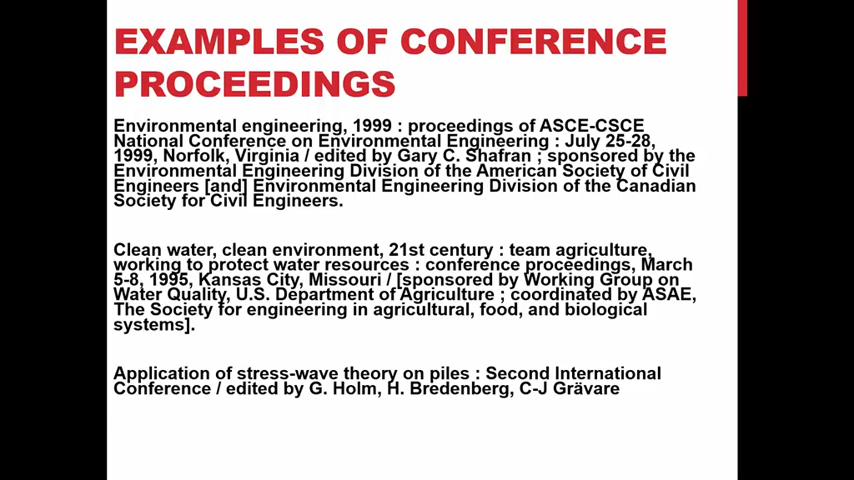 EXAMPLES OF CONFERENCE
PROCEEDINGS
Environmental engineering, 1999 : proceedings of ASCE-CSCE
National Conference on Environmental Engineering : July 25-28,
1999, Norfolk, Virginia / edited by Gary C. Shafran ; sponsored by the
Environmental Engineering Division of the American Society of Civil
Engineers [and] Environmental Engineering Division of the Canadian
Society for Civil Engineers.
Clean water, clean environment, 21st century : team agriculture,
working to protect water resources : conference proceedings, March
5-8, 1995, Kansas City, Missouri / [sponsored by Working Group on
Water Quality, U.S. Department of Agriculture ; coordinated by ASAE,
The Society for engineering in agricultural, food, and biological
systems].
Application of stress-wave theory on piles : Second International
Conference / edited by G. Holm, H. Bredenberg, C-J Grävare